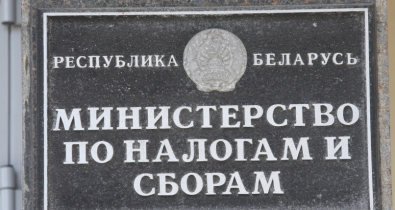 РЕСПУБЛИКА БЕЛАРУСЬ
МИНИСТЕРСТВО
ПО НАЛОГАМ И
СБОРАМ